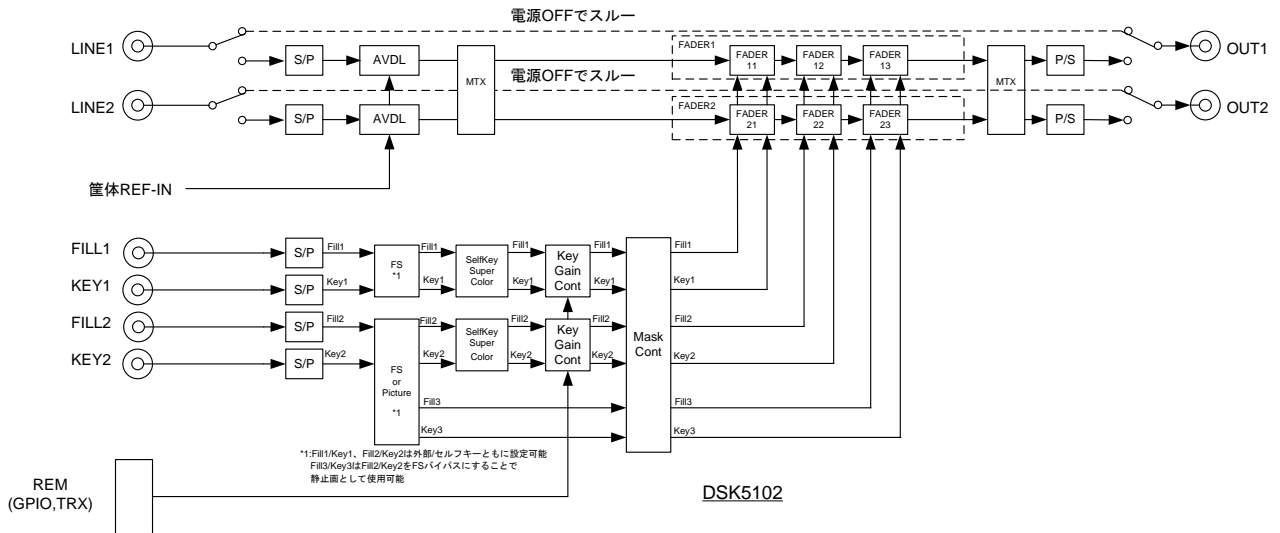 電源OFFでスルー
LINE1
S/P
AVDL
MTX
FADER1
FADER
11
FADER
12
FADER
13
MTX
P/S
OUT1
電源OFFでスルー
LINE2
S/P
AVDL
FADER2
FADER
21
FADER
22
FADER
23
P/S
OUT2
筐体REF-IN
FILL1
S/P
Fill1
FS
*1
Fill1
SelfKey
Super
Color
Fill1
Key
Gain
Cont
Fill1
Mask
Cont
Fill1
KEY1
S/P
Key1
Key1
Key1
Key1
Key1
FILL2
S/P
Fill2
FS
or
Picture
*1
Fill2
SelfKey
Super
Color
Fill2
Key
Gain
Cont
Fill2
Fill2
KEY2
S/P
Key2
Key2
Key2
Key2
Key2
Fill3
Fill3
Key3
Key3
*1:Fill1/Key1、Fill2/Key2は外部/セルフキーともに設定可能
Fill3/Key3はFill2/Key2をFSバイパスにすることで
静止画として使用可能
REM
(GPIO,TRX)
DSK5102